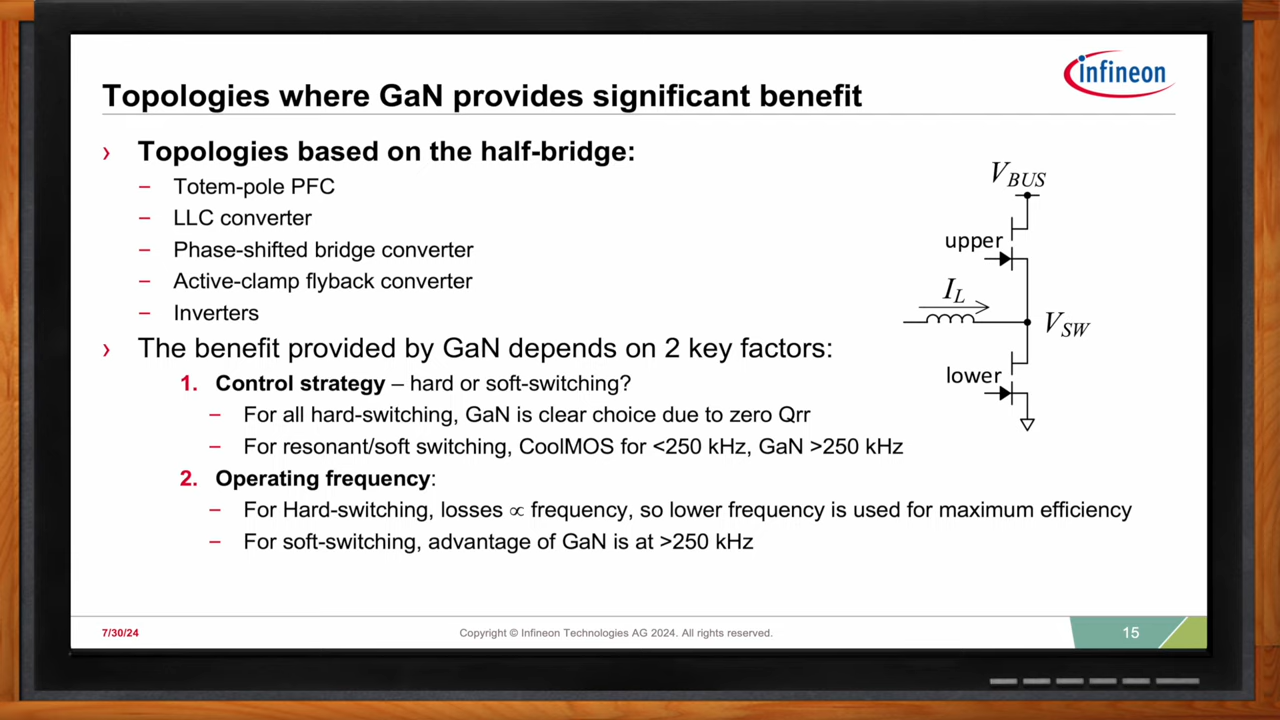 infineon
Topologies where GaN provides significant benefit
› Topologies based on the half-bridge:
– Totem-pole PFC
– LLC converter
– Phase-shifted bridge converter
– Active-clamp flyback converter
– Inverters
› The benefit provided by GaN depends on 2 key factors:
1. Control strategy – hard or soft-switching?
– For all hard-switching, GaN is clear choice due to zero Qrr
– For resonant/soft switching, CoolMOS for <250 kHz, GaN >250 kHz
2. Operating frequency:
– For Hard-switching, losses ∝ frequency, so lower frequency is used for maximum efficiency
– For soft-switching, advantage of GaN is at >250 kHz
V_BUS
upper
I_L
V_SW
lower
7/30/24
Copyright © Infineon Technologies AG 2024. All rights reserved.
15